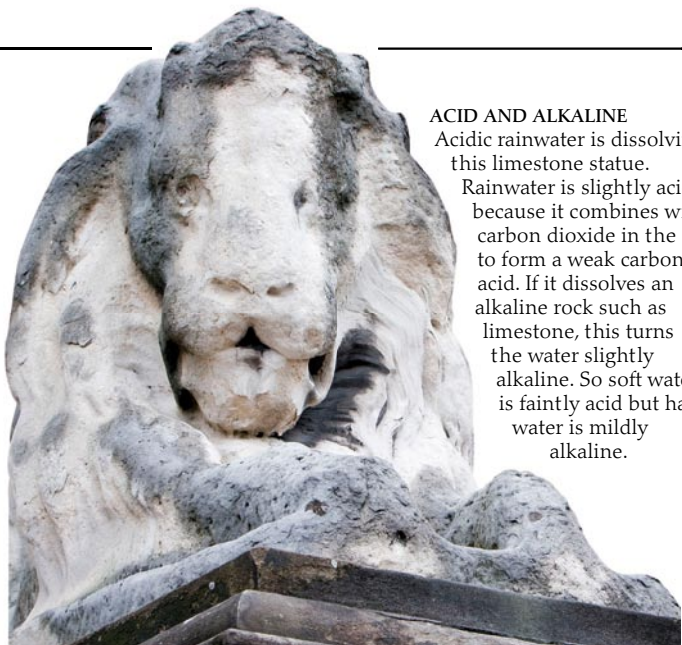 ACID AND ALKALINE
Acidic rainwater is dissolvi
this limestone statue.
Rainwater is slightly aci
because it combines wi
carbon dioxide in the
to form a weak carbon
acid. If it dissolves an
alkaline rock such as
limestone, this turns
the water slightly
alkaline. So soft wate
is faintly acid but ha
water is mildly
alkaline.